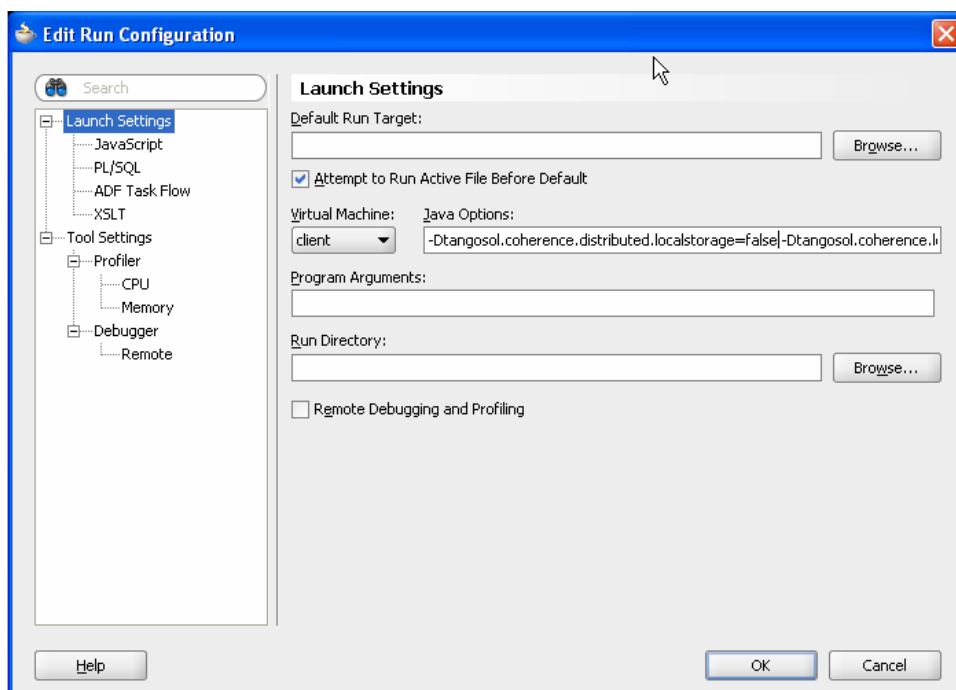 Edit Run Configuration
Search
Launch Settings
JavaScript
PL/SQL
ADF Task Flow
XSLT
Tool Settings
Profiler
CPU
Memory
Debugger
Remote
Launch Settings
Default Run Target:
Browse...
Attempt to Run Active File Before Default
Virtual Machine: Java Options:
client -Dtangosol.coherence.distributed.localstorage=false -Dtangosol.coherence.l
Program Arguments:
Run Directory:
Browse...
Remote Debugging and Profiling
Help OK Cancel